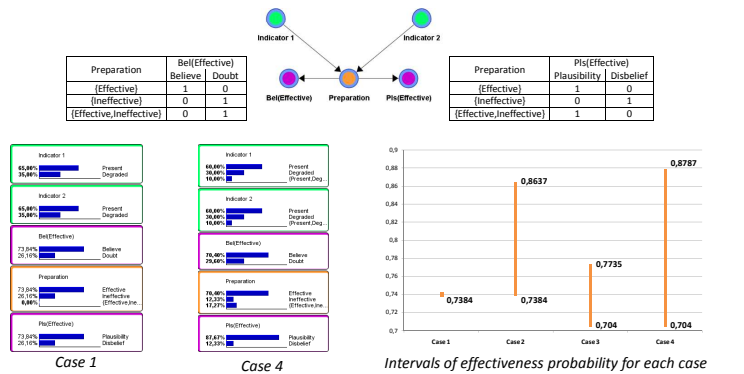 Indicator 1
Indicator 2
Bel(Effective)
Preparation
Pls(Effective)
Preparation Bel(Effective)
Believe Doubt
{Effective} 1 0
{Ineffective} 0 1
{Effective,Ineffective} 0 1
Preparation Pls(Effective)
Plausibility Disbelief
{Effective} 1 0
{Ineffective} 0 1
{Effective,Ineffective} 1 0
Indicator 1
65,00% Present
35,00% Degraded
Indicator 2
65,00% Present
35,00% Degraded
Bel(Effective)
73,84% Believe
26,16% Doubt
Preparation
73,84% Effective
26,16% Ineffective
0,00% {Effective,Ine...
Pls(Effective)
73,84% Plausibility
26,16% Disbelief
Case 1
Indicator 1
60,00% Present
30,00% Degraded
10,00% {Present,Deg...
Indicator 2
60,00% Present
30,00% Degraded
10,00% {Present,Deg...
Bel(Effective)
70,40% Believe
29,60% Doubt
Preparation
70,40% Effective
12,33% Ineffective
17,27% {Effective,Ine...
Pls(Effective)
87,67% Plausibility
12,33% Disbelief
Case 4
0,9
0,88
0,86
0,84
0,82
0,8
0,78
0,76
0,74
0,72
0,7
0,7384
0,8637
0,7384
0,7735
0,704
0,8787
0,704
Case 1 Case 2 Case 3 Case 4
Intervals of effectiveness probability for each case